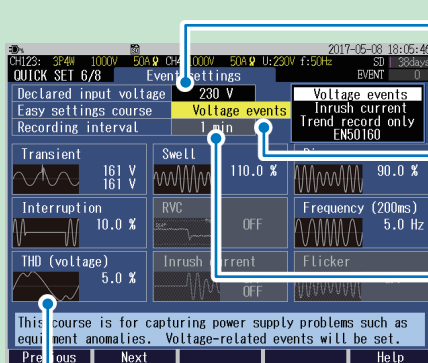 2017-05-08 18:05:46
CH123: 3P4W 1000V 50A CH4 1000V 50A U:230V f:50Hz SD 38days
QUICK SET 6/8 Event settings EVENT 0
Declared input voltage 230 V
Easy settings course Voltage events
Recording interval 1 min
Voltage events
Inrush current
Trend record only
EN50160
Transient 161 V
161 V
Swell 110.0 %
90.0 %
Interruption 10.0 %
RVC OFF
Frequency (200ms) 5.0 Hz
THD (voltage) 5.0 %
Inrush current OFF
Flicker
This course is for capturing power supply problems such as
equipment anomalies. Voltage-related events will be set.
Previous Next Help